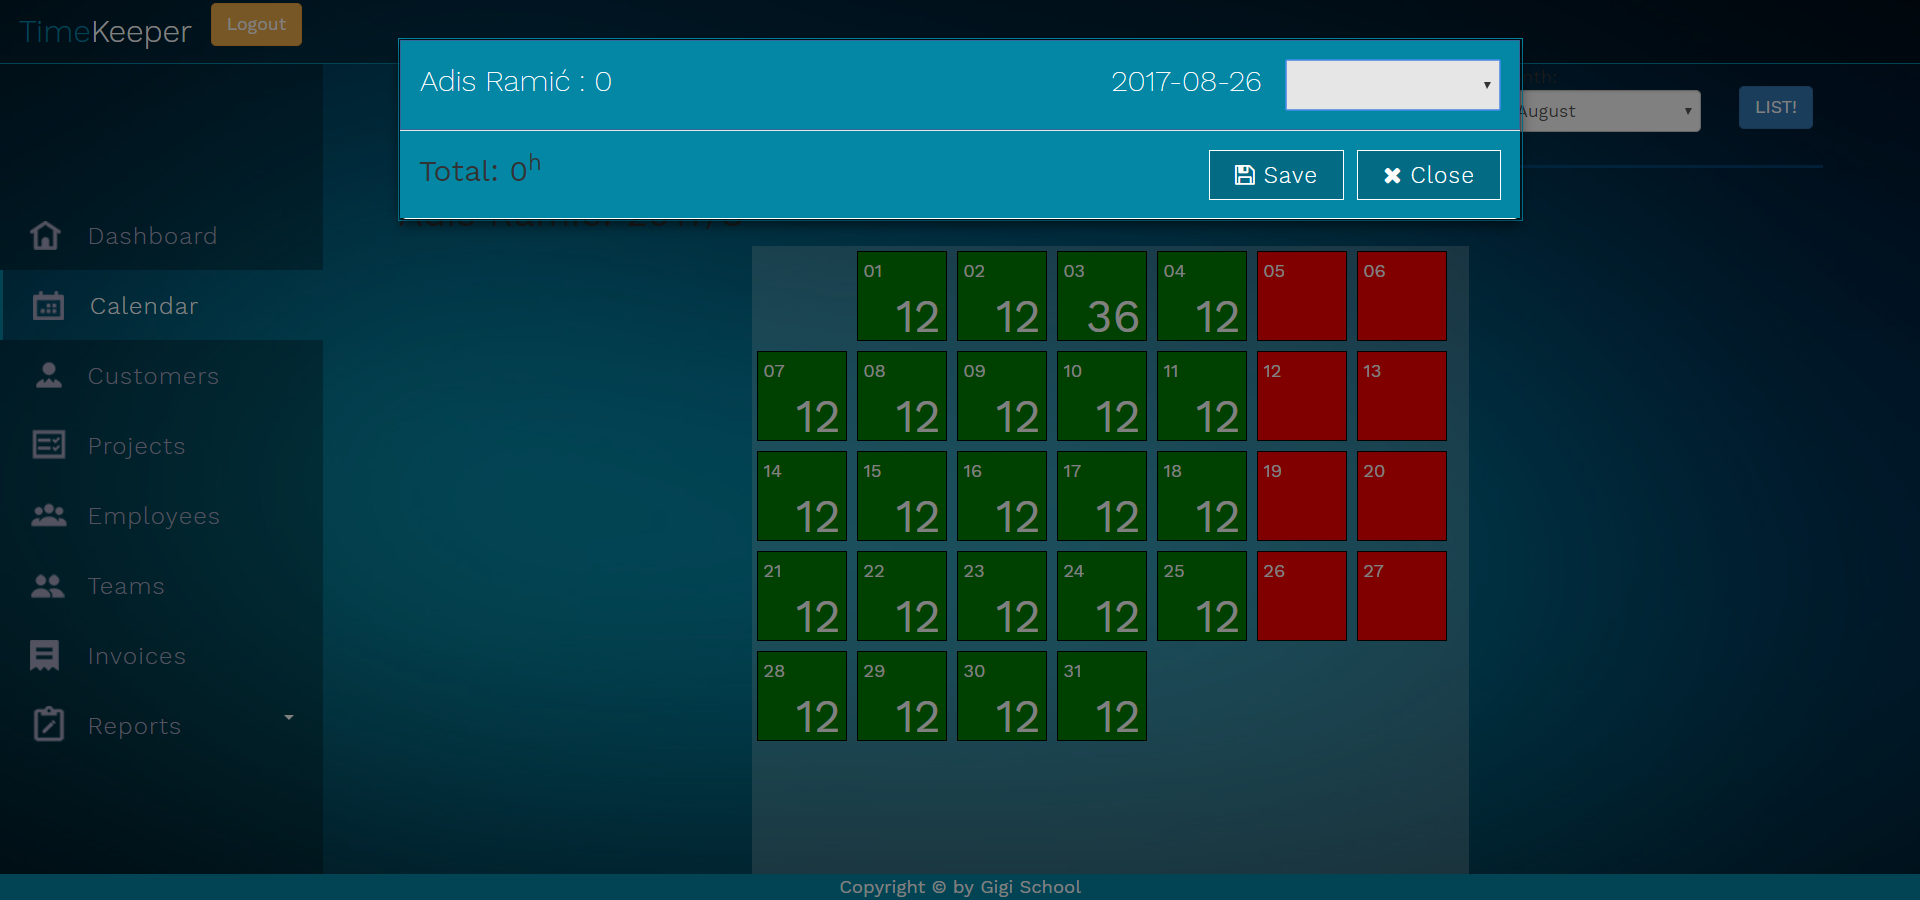 TimeKeeper
Logout
Adis Ramić : 0
2017-08-26
Total: 0h
Save
Close
August
LIST!
Dashboard
Calendar
Customers
Projects
Employees
Teams
Invoices
Reports
01 02 03 04 05 06
12 12 36 12
07 08 09 10 11 12 13
12 12 12 12 12
14 15 16 17 18 19 20
12 12 12 12 12
21 22 23 24 25 26 27
12 12 12 12 12
28 29 30 31
12 12 12 12
Copyright © by Gigi School